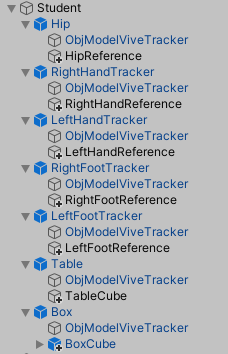 Student
Hip
ObjModelViveTracker
HipReference
RightHandTracker
ObjModelViveTracker
RightHandReference
LeftHandTracker
ObjModelViveTracker
LeftHandReference
RightFootTracker
ObjModelViveTracker
RightFootReference
LeftFootTracker
ObjModelViveTracker
LeftFootReference
Table
ObjModelViveTracker
TableCube
Box
ObjModelViveTracker
BoxCube